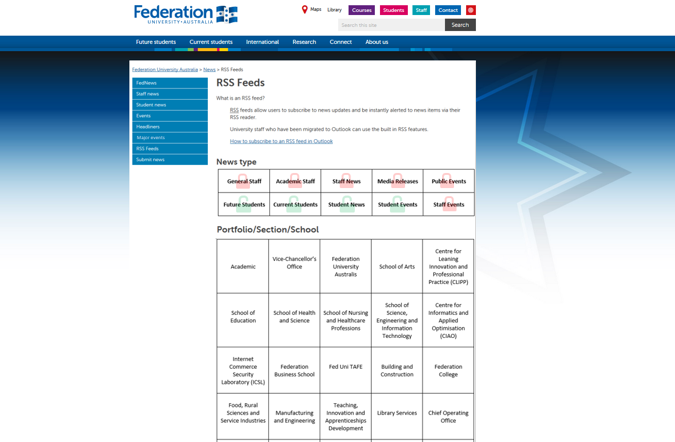 Federation
UNIVERSITY • AUSTRALIA
Maps
Library
Courses
Students
Staff
Contact
Search this site
Search
Future students
Current students
International
Research
Connect
About us
Federation University Australia > News > RSS Feeds
FedNews
Staff news
Student news
Events
Headliners
Major events
RSS Feeds
Submit news
RSS Feeds
What is an RSS feed?
RSS feeds allow users to subscribe to news updates and be instantly alerted to news items via their
RSS reader.
University staff who have been migrated to Outlook can use the built in RSS features.
How to subscribe to an RSS feed in Outlook
News type
General Staff
Academic Staff
Staff News
Media Releases
Public Events
Future Students
Current Students
Student News
Student Events
Staff Events
Portfolio/Section/School
Academic
Vice-Chancellor's
Office
Federation
University
Australis
School of Arts
Centre for
Leaning
Innovation and
Professional
Practice (CLIPP)
School of
Education
School of Health
and Science
School of Nursing
and Healthcare
Professions
School of
Science,
Engineering and
Information
Technology
Centre for
Informatics and
Applied
Optimisation
(CIAO)
Internet
Commerce
Security
Laboratory (ICSL)
Federation
Business School
Fed Uni TAFE
Building and
Construction
Federation
College
Food, Rural
Sciences and
Service Industries
Manufacturing
and Engineering
Teaching,
Innovation and
Apprenticeships
Development
Library Services
Chief Operating
Office